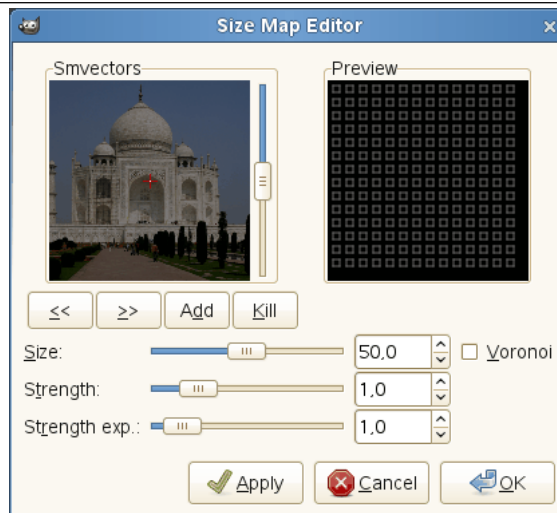 Size Map Editor
Smvectors
Preview
<<
>>
Add
Kill
Size:
50,0
Voronoi
Strength:
1,0
Strength exp.:
1,0
Apply
Cancel
OK